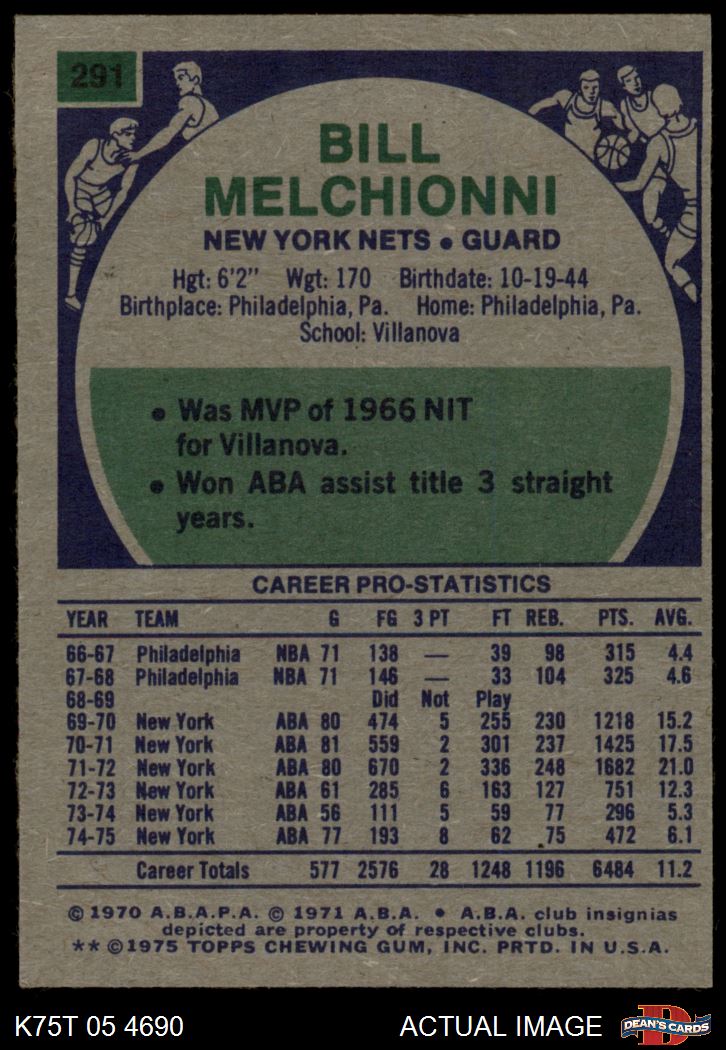 291
BILL
MELCHIONNI
NEW YORK NETS • GUARD
Hgt: 6'2" Wgt: 170 Birthdate: 10-19-44
Birthplace: Philadelphia, Pa. Home: Philadelphia, Pa.
School: Villanova
• Was MVP of 1966 NIT
for Villanova.
• Won ABA assist title 3 straight
years.
CAREER PRO-STATISTICS
YEAR TEAM G FG 3 PT FT REB. PTS. AVG.
66-67 Philadelphia NBA 71 138 — 39 98 315 4.4
67-68 Philadelphia NBA 71 146 — 33 104 325 4.6
68-69 Did Not Play
69-70 New York ABA 80 474 5 255 230 1218 15.2
70-71 New York ABA 81 559 2 301 237 1425 17.5
71-72 New York ABA 80 670 2 336 248 1682 21.0
72-73 New York ABA 61 285 6 163 127 751 12.3
73-74 New York ABA 56 111 5 59 77 296 5.3
74-75 New York ABA 77 193 8 62 75 472 6.1
Career Totals 577 2576 28 1248 1196 6484 11.2
© 1970 A.B.A.P.A. © 1971 A.B.A. • A.B.A. club insignias
depicted are property of respective clubs.
** © 1975 TOPPS CHEWING GUM, INC. PRTD. IN U.S.A.
K75T 05 4690 ACTUAL IMAGE D DEAN'S CARDS